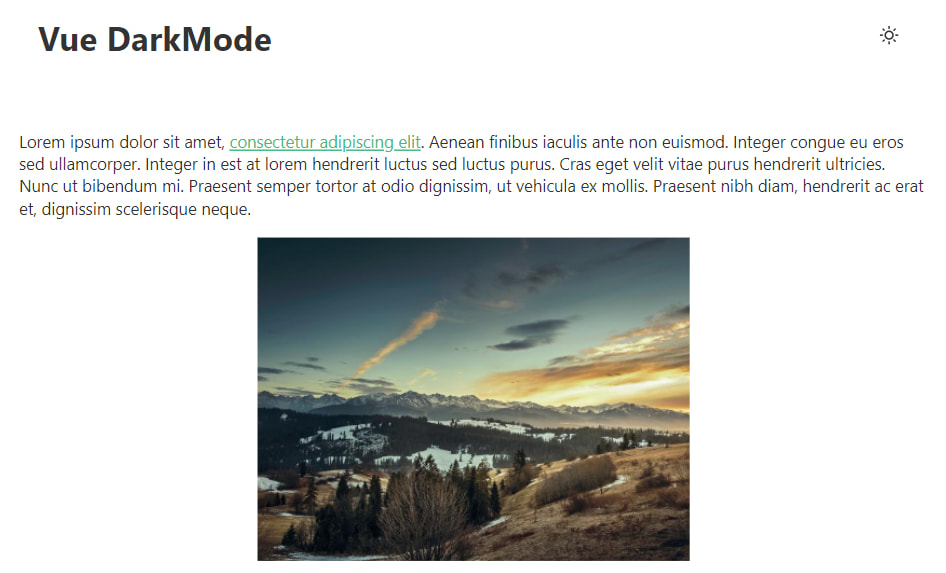 Vue DarkMode
Lorem ipsum dolor sit amet, consectetur adipiscing elit. Aenean finibus iaculis ante non euismod. Integer congue eu eros
sed ullamcorper. Integer in est at lorem hendrerit luctus sed luctus purus. Cras eget velit vitae purus hendrerit ultricies.
Nunc ut bibendum mi. Praesent semper tortor at odio dignissim, ut vehicula ex mollis. Praesent nibh diam, hendrerit ac erat
et, dignissim scelerisque neque.